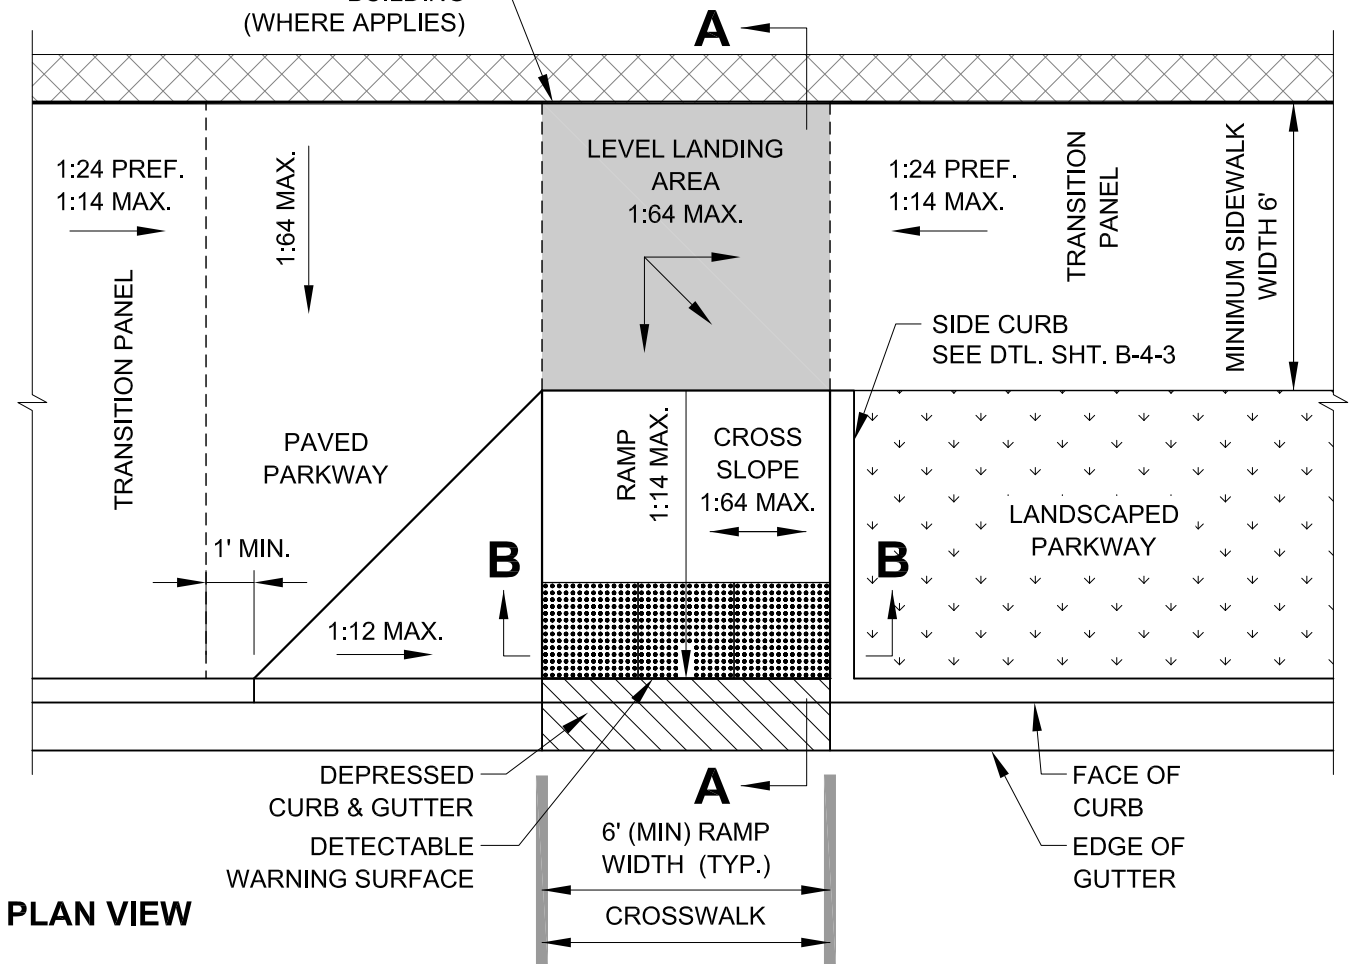 BUILDING
(WHERE APPLIES)
A
LEVEL LANDING
AREA
1:64 MAX.
1:24 PREF.
1:14 MAX.
1:64 MAX.
TRANSITION PANEL
1:24 PREF.
1:14 MAX.
TRANSITION
PANEL
MINIMUM SIDEWALK
WIDTH 6'
SIDE CURB
SEE DTL. SHT. B-4-3
PAVED
PARKWAY
RAMP
1:14 MAX.
CROSS
SLOPE
1:64 MAX.
LANDSCAPED
PARKWAY
1' MIN.
B
B
1:12 MAX.
DEPRESSED
CURB & GUTTER
DETECTABLE
WARNING SURFACE
A
6' (MIN) RAMP
WIDTH (TYP.)
CROSSWALK
FACE OF
CURB
EDGE OF
GUTTER
PLAN VIEW